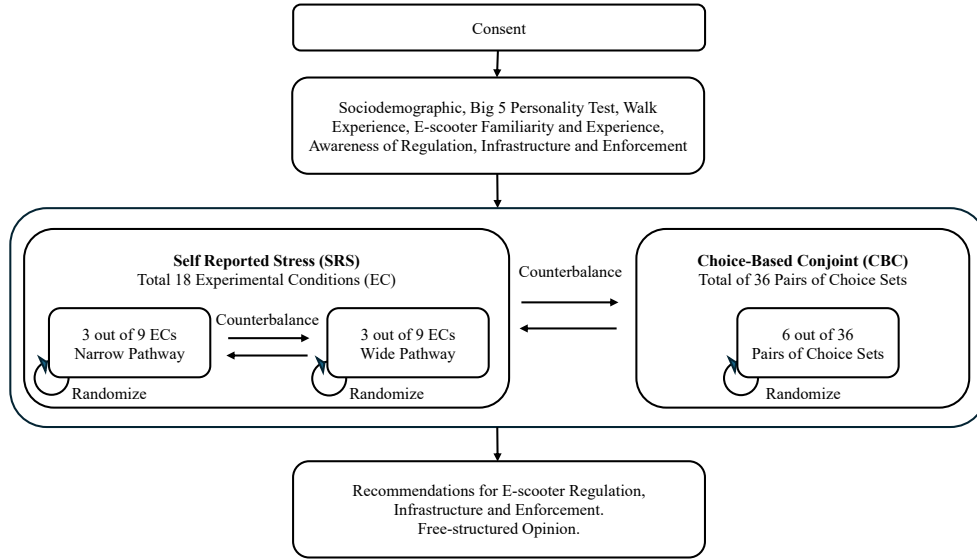 Consent
Sociodemographic, Big 5 Personality Test, Walk
Experience, E-scooter Familiarity and Experience,
Awareness of Regulation, Infrastructure and Enforcement
Self Reported Stress (SRS)
Total 18 Experimental Conditions (EC)
3 out of 9 ECs
Narrow Pathway
Randomize
Counterbalance
3 out of 9 ECs
Wide Pathway
Randomize
Counterbalance
Choice-Based Conjoint (CBC)
Total of 36 Pairs of Choice Sets
6 out of 36
Pairs of Choice Sets
Randomize
Recommendations for E-scooter Regulation,
Infrastructure and Enforcement.
Free-structured Opinion.